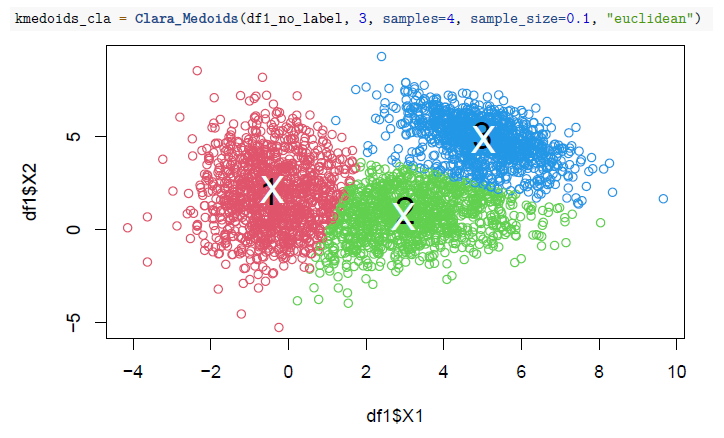 kmedoids_cla = Clara_Medoids(df1_no_label, 3, samples=4, sample_size=0.1, "euclidean")
5
0
−5
df1$X2
1 X
2 X
3 X
−4 −2 0 2 4 6 8 10
df1$X1